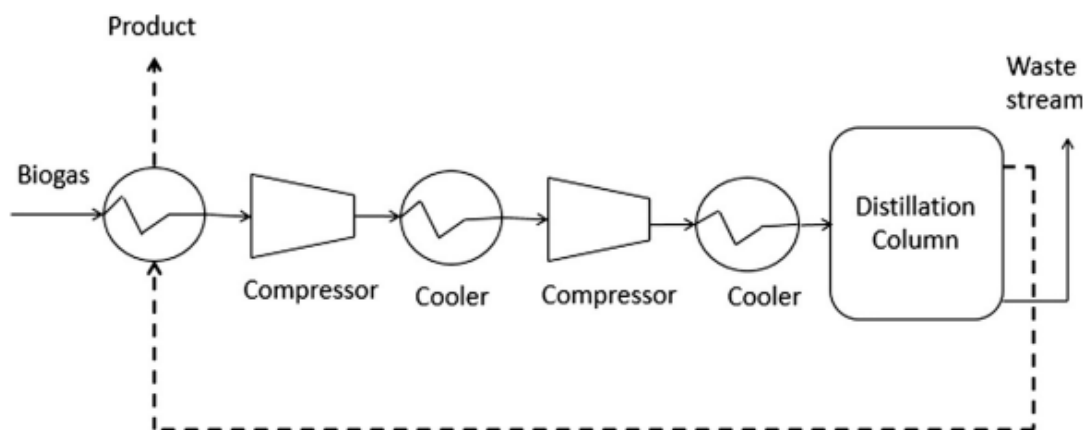 Product
Waste
stream
Biogas
Distillation
Column
Compressor
Cooler
Compressor
Cooler